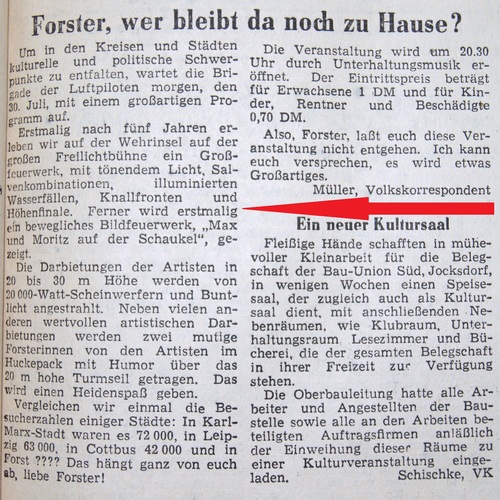 Forster, wer bleibt da noch zu Hause?
Um in den Kreisen und Städten
kulturelle und politische Schwer-
punkte zu entfalten, wartet die Bri-
gade der Luftpiloten morgen, den
30. Juli, mit einem großartigen Pro-
gramm auf.
Erstmalig nach fünf Jahren er-
leben wir auf der Wehrinsel auf der
großen Freilichtbühne ein Groß-
feuerwerk, mit tönendem Licht, Sal-
venkombinationen, illuminierten
Wasserfällen, Knallfronten und
Höhenfinale. Ferner wird erstmalig
ein bewegliches Bildfeuerwerk, „Max
und Moritz auf der Schaukel“, ge-
zeigt.
Die Darbietungen der Artisten in
20 bis 30 m Höhe werden von
20 000-Watt-Scheinwerfern und Bunt-
licht angestrahlt. Neben vielen an-
deren wertvollen artistischen Dar-
bietungen werden zwei mutige
Forsterinnen von den Artisten im
Huckepack mit Humor über das
20 m hohe Turmseil getragen. Das
wird einen Heidenspaß geben.
Vergleichen wir einmal die Be-
sucherzahlen einiger Städte: In Karl-
Marx-Stadt waren es 72 000, in Leip-
zig 63 000, in Cottbus 42 000 und in
Forst ???? Das hängt ganz von euch
ab, liebe Forster!
Die Veranstaltung wird um 20.30
Uhr durch Unterhaltungsmusik er-
öffnet. Der Eintrittspreis beträgt
für Erwachsene 1 DM und für Kin-
der, Rentner und Beschädigte
0,70 DM.
Also, Forster, laßt euch diese Ver-
anstaltung nicht entgehen. Ich kann
euch versprechen, es wird etwas
Großartiges.
Müller, Volkskorrespondent
Ein neuer Kultursaal
Fleißige Hände schafften in mühe-
voller Kleinarbeit für die Beleg-
schaft der Bau-Union Süd, Jocksdorf,
in wenigen Wochen einen Speise-
saal, der zugleich auch als Kultur-
saal dient, mit anschließenden Ne-
benräumen, wie Klubraum, Unter-
haltungsraum, Lesezimmer und Bü-
cherei, die der gesamten Belegschaft
in ihrer Freizeit zur Verfügung
stehen.
Die Oberbauleitung hatte alle Ar-
beiter und Angestellten der Bau-
stelle sowie alle an den Arbeiten be-
teiligten Auftragsfirmen anläßlich
der Einweihung dieser Räume zu
einer Kulturveranstaltung einge-
laden. Schischke, VK